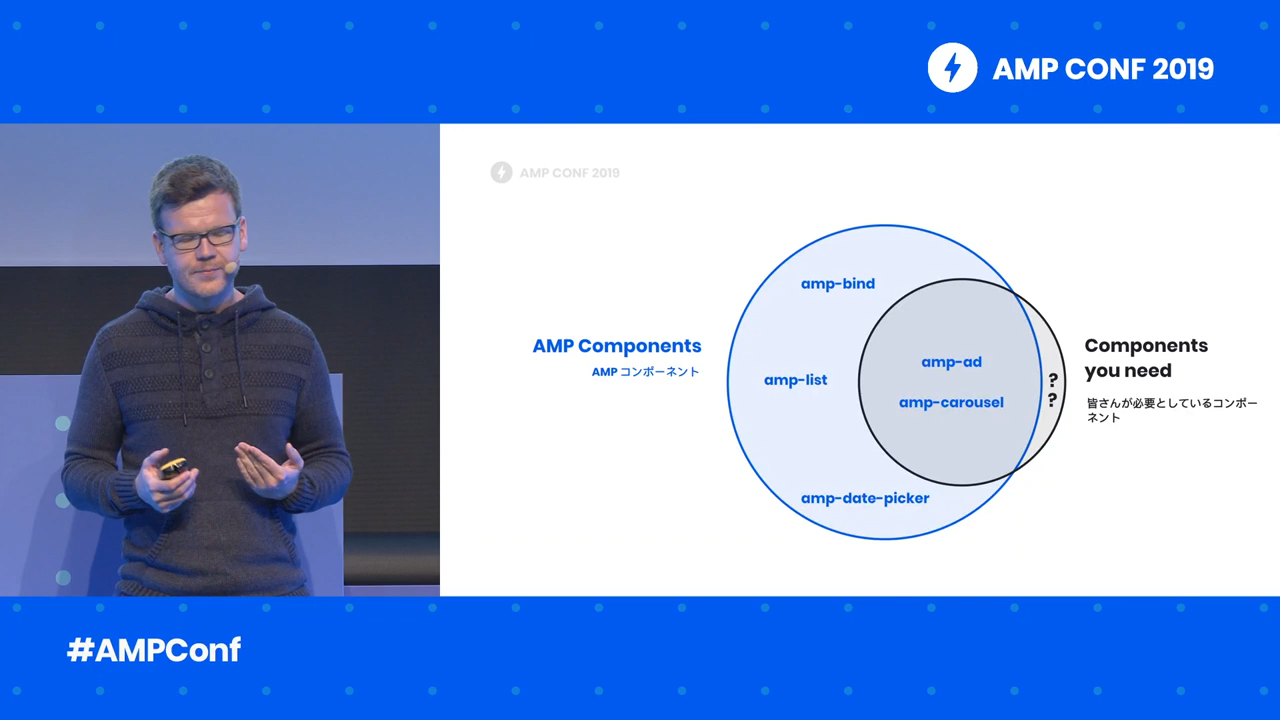 AMP CONF 2019
AMP CONF 2019
amp-bind
AMP Components
AMP コンポーネント
amp-list
amp-ad
amp-carousel
amp-date-picker
?
?
Components
you need
皆さんが必要としているコンポー
ネント
#AMPConf